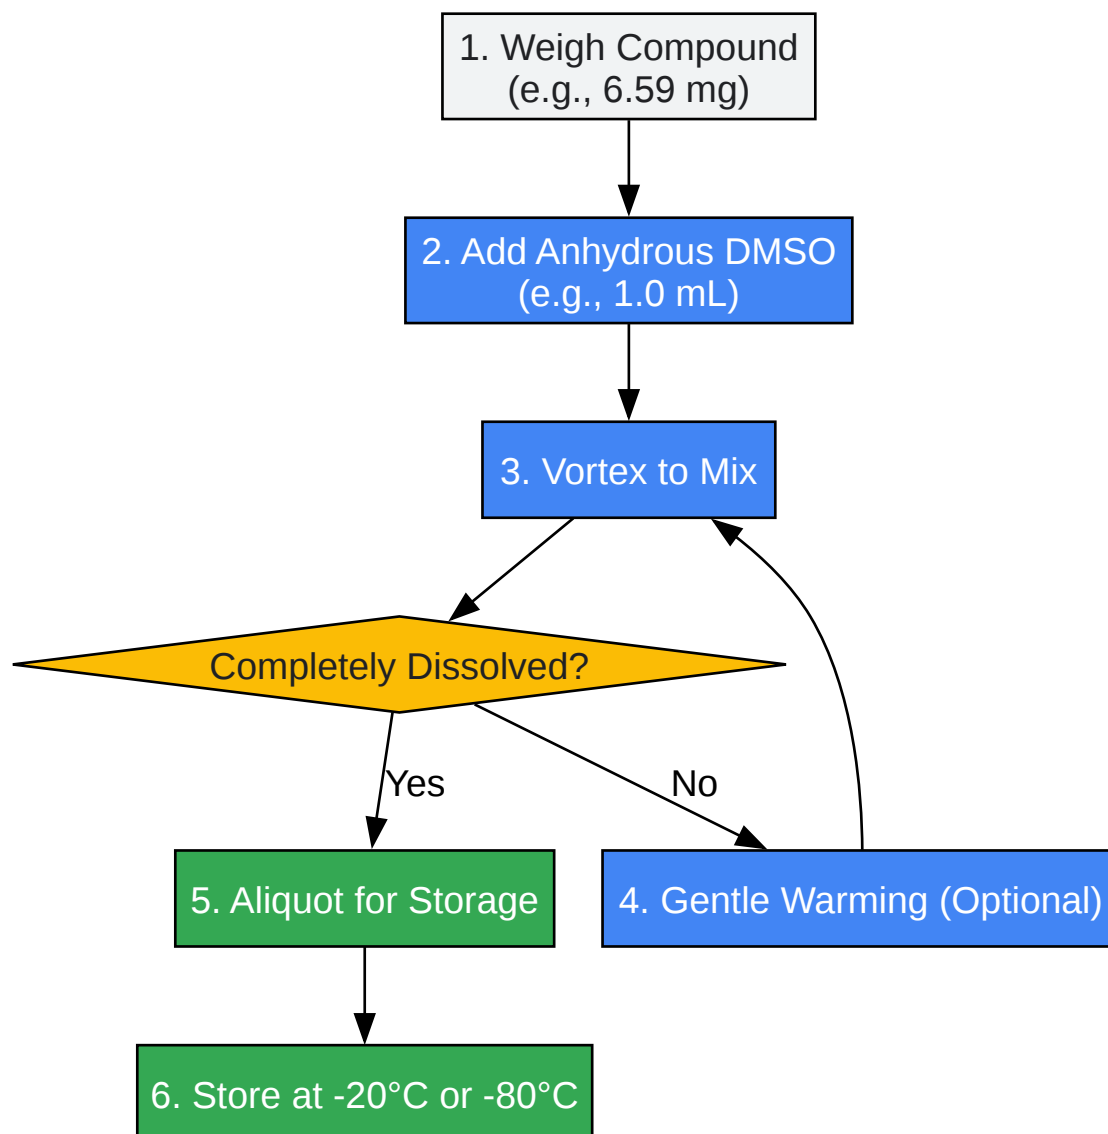 1. Weigh Compound
(e.g., 6.59 mg)
2. Add Anhydrous DMSO
(e.g., 1.0 mL)
3. Vortex to Mix
Completely Dissolved?
Yes
No
5. Aliquot for Storage
4. Gentle Warming (Optional)
6. Store at -20°C or -80°C